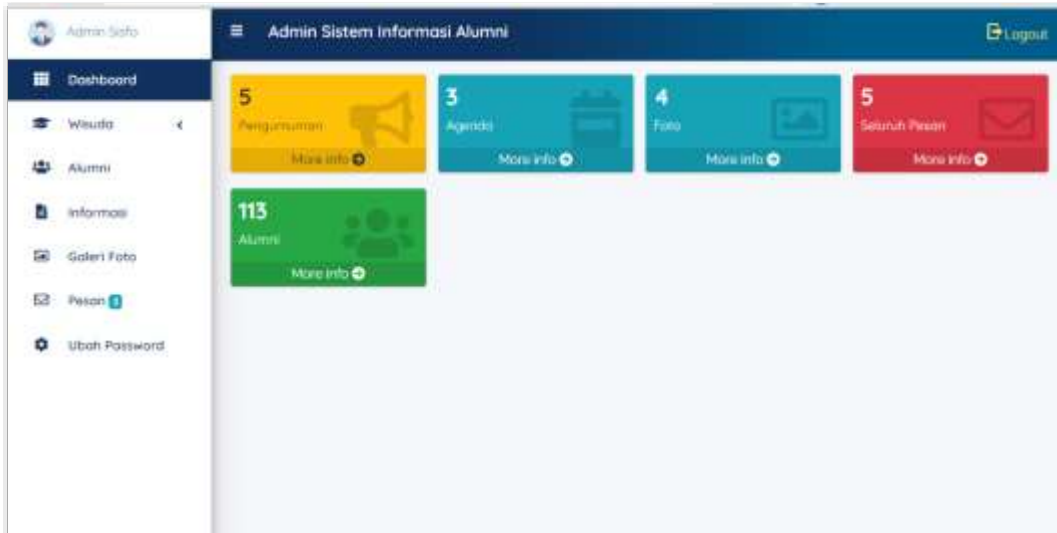 Admin Sisfo
Admin Sistem Informasi Alumni
Logout
Dashboard
Wisuda
Alumni
Informasi
Galeri Foto
Pesan
Ubah Password
5
Pengumuman
More info
3
Agenda
More info
4
Foto
More info
5
Seluruh Pesan
More info
113
Alumni
More info